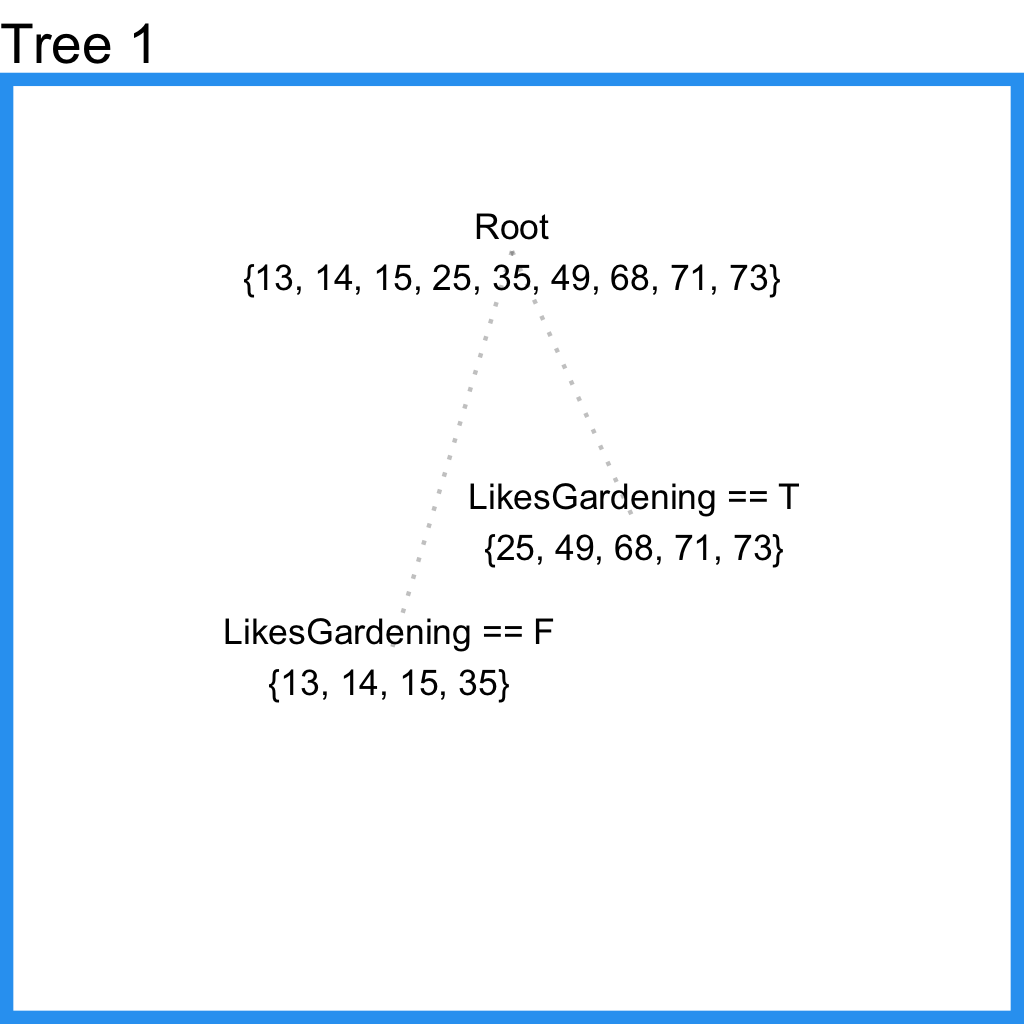 Tree 1
Root
{13, 14, 15, 25, 35, 49, 68, 71, 73}
LikesGardening == T
{25, 49, 68, 71, 73}
LikesGardening == F
{13, 14, 15, 35}